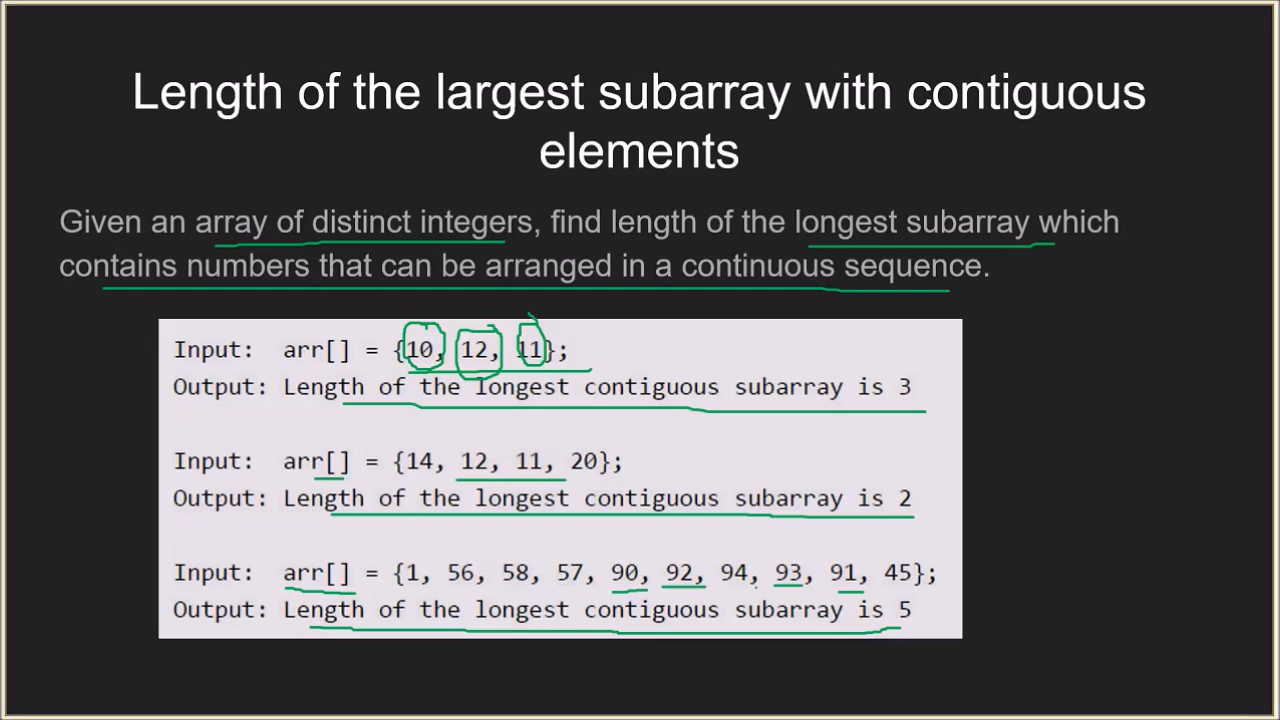 Length of the largest subarray with contiguous
elements
Given an array of distinct integers, find length of the longest subarray which
contains numbers that can be arranged in a continuous sequence.
Input:  arr[] = {10, 12, 11};
Output: Length of the longest contiguous subarray is 3
Input:  arr[] = {14, 12, 11, 20};
Output: Length of the longest contiguous subarray is 2
Input:  arr[] = {1, 56, 58, 57, 90, 92, 94, 93, 91, 45};
Output: Length of the longest contiguous subarray is 5